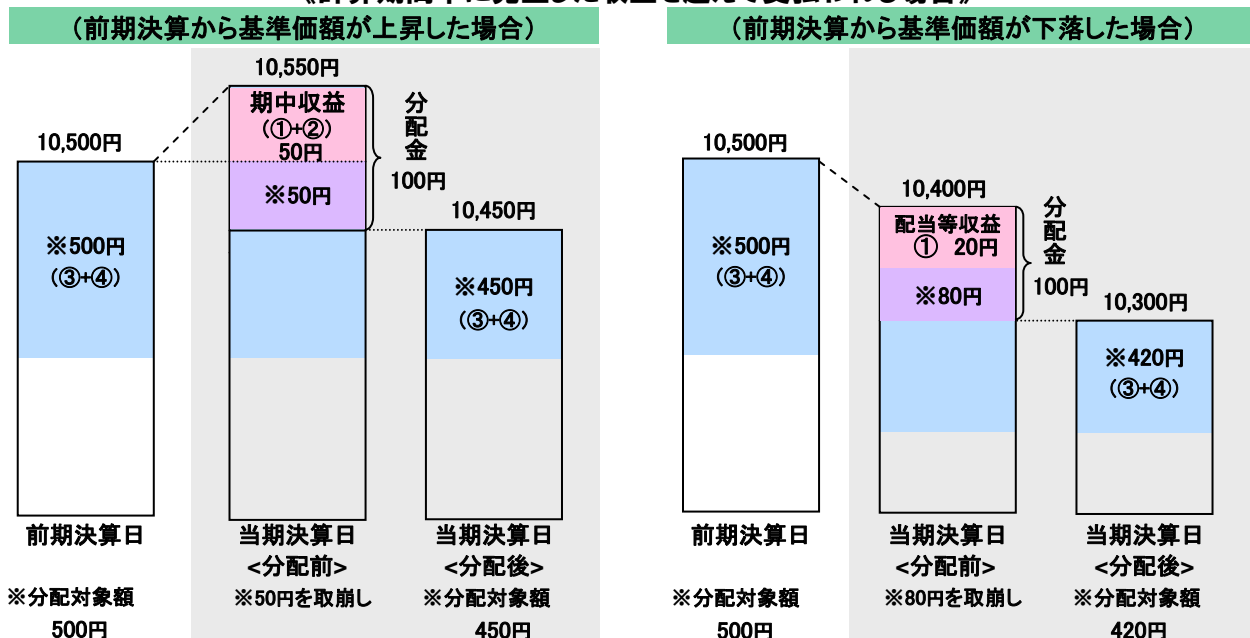 (前期決算から基準価額が上昇した場合)
10,550円
期中収益
(①+②)
50円
分配金
100円
10,500円
※500円
(③+④)
※50円
10,450円
※450円
(③+④)
前期決算日
当期決算日
<分配前>
当期決算日
<分配後>
※分配対象額
500円
※50円を取崩し
※分配対象額
450円
(前期決算から基準価額が下落した場合)
10,500円
※500円
(③+④)
10,400円
配当等収益
① 20円
※80円
分配金
100円
10,300円
※420円
(③+④)
前期決算日
当期決算日
<分配前>
当期決算日
<分配後>
※分配対象額
500円
※80円を取崩し
※分配対象額
420円